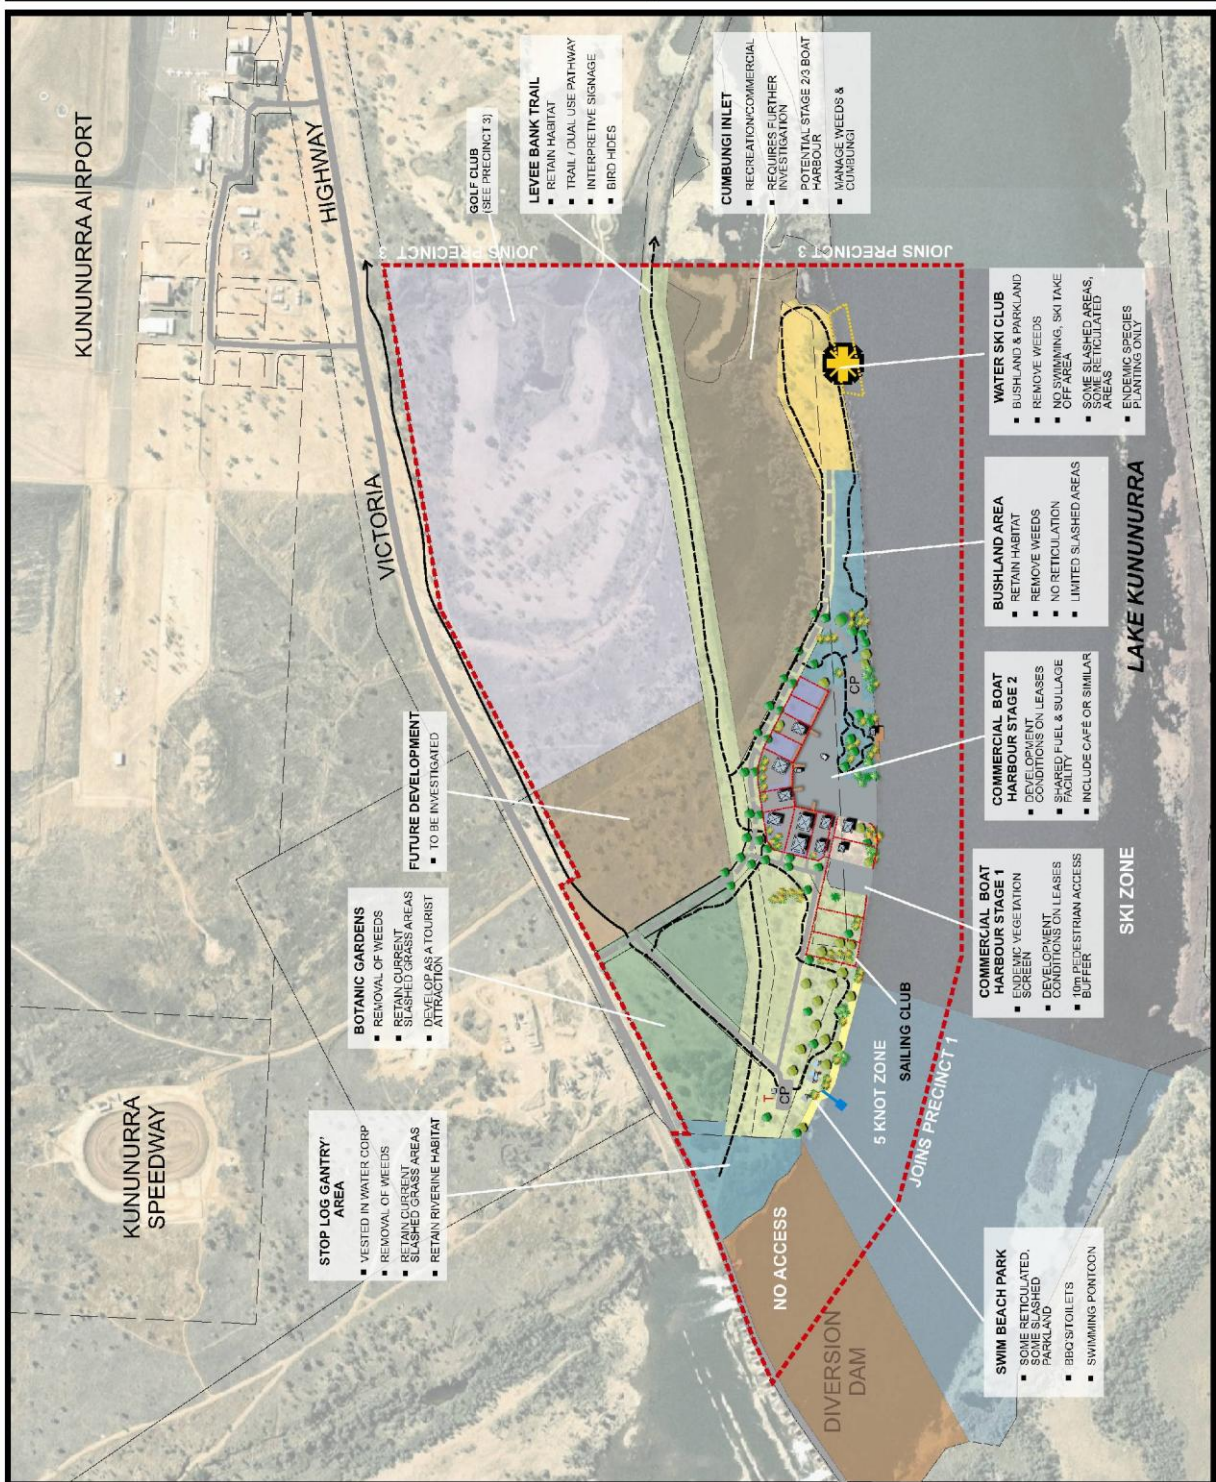 KUNUNURRA
SPEEDWAY
KUNUNURRA AIRPORT
STOP LOG GANTRY'
AREA
▪ VESTED IN WATER CORP
▪ REMOVAL OF WEEDS
▪ RETAIN CURRENT
SLASHED GRASS AREAS
▪ RETAIN RIVERINE HABITAT
BOTANIC GARDENS
▪ REMOVAL OF WEEDS
▪ RETAIN CURRENT
SLASHED GRASS AREAS
▪ DEVELOP AS A TOURIST
ATTRACTION
FUTURE DEVELOPMENT
▪ TO BE INVESTIGATED
VICTORIA
HIGHWAY
GOLF CLUB
(SEE PRECINCT 3)
LEVEE BANK TRAIL
▪ RETAIN HABITAT
▪ TRAIL / DUAL USE PATHWAY
▪ INTERPRETIVE SIGNAGE
▪ BIRD HIDES
CUMBUNGI INLET
▪ RECREATION/COMMERCIAL
▪ REQUIRES FURTHER
INVESTIGATION
▪ POTENTIAL STAGE 2/3 BOAT
HARBOUR
▪ MANAGE WEEDS &
CUMBUNGI
JOINS PRECINCT 3
JOINS PRECINCT 3
NO ACCESS
DIVERSION
DAM
T
CP
CP
5 KNOT ZONE
SAILING CLUB
JOINS PRECINCT 1
SWIM BEACH PARK
▪ SOME RETICULATED,
SOME SLASHED
PARKLAND
▪ BBQ'S/TOILETS
▪ SWIMMING PONTOON
COMMERCIAL BOAT
HARBOUR STAGE 1
▪ ENDEMIC VEGETATION
SCREEN
▪ DEVELOPMENT
CONDITIONS ON LEASES
▪ 10m PEDESTRIAN ACCESS
BUFFER
COMMERCIAL BOAT
HARBOUR STAGE 2
▪ DEVELOPMENT
CONDITIONS ON LEASES
▪ SHARED FUEL & SULLAGE
FACILITY
▪ INCLUDE CAFÉ OR SIMILAR
BUSHLAND AREA
▪ RETAIN HABITAT
▪ REMOVE WEEDS
▪ NO RETICULATION
▪ LIMITED SLASHED AREAS
WATER SKI CLUB
▪ BUSHLAND & PARKLAND
▪ REMOVE WEEDS
▪ NO SWIMMING, SKI TAKE
OFF AREA
▪ SOME SLASHED AREAS,
SOME RETICULATED
AREAS
▪ ENDEMIC SPECIES
PLANTING ONLY
SKI ZONE
LAKE KUNUNURRA